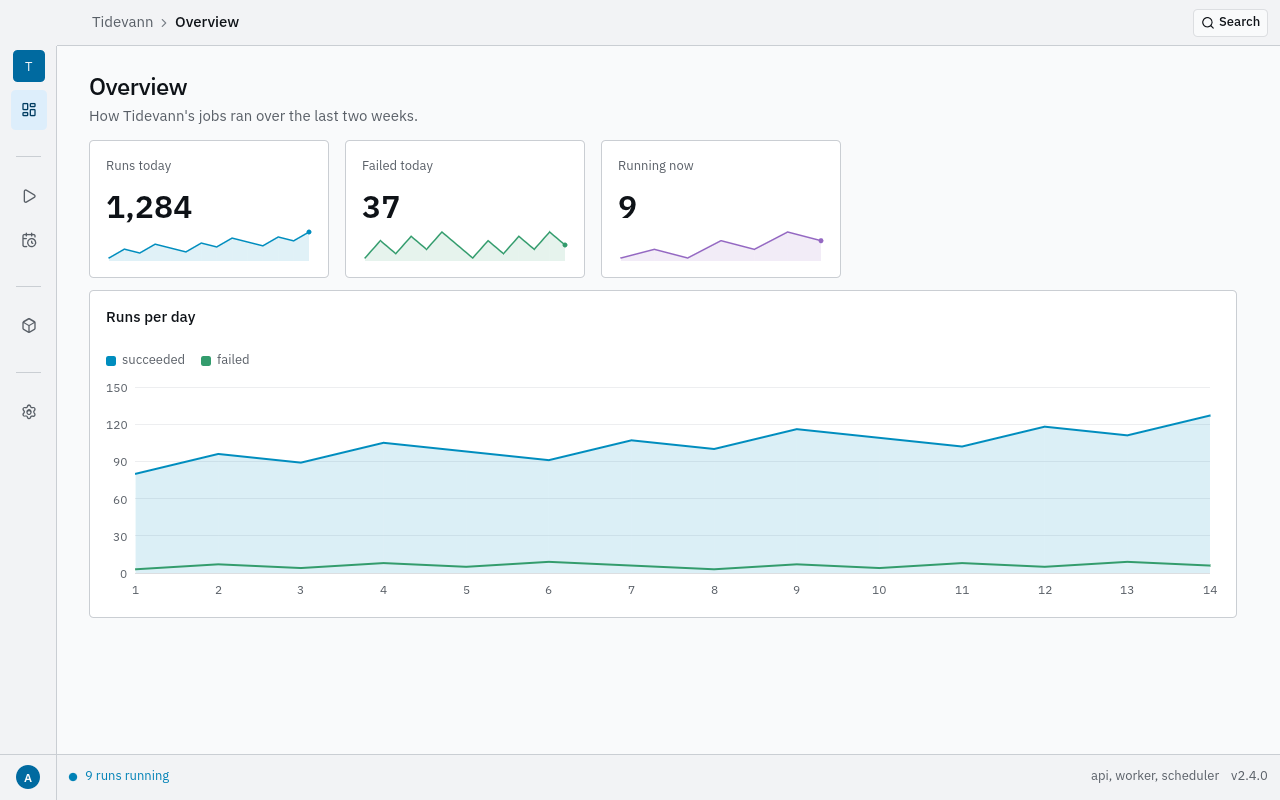 Tidevann > Overview
Search
T
Overview
How Tidevann's jobs ran over the last two weeks.
Runs today
1,284
Failed today
37
Running now
9
Runs per day
succeeded failed
150
120
90
60
30
0
1 2 3 4 5 6 7 8 9 10 11 12 13 14
A
9 runs running
api, worker, scheduler v2.4.0